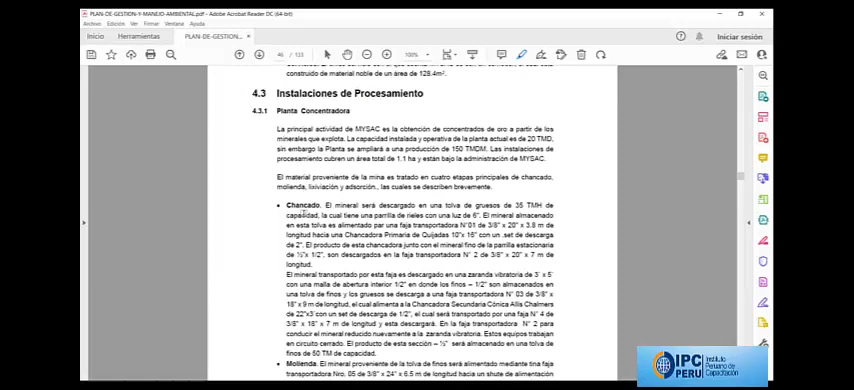 PLAN-DE-GESTION-Y-MANEJO-AMBIENTAL.pdf - Adobe Acrobat Reader DC (64-bit)
Archivo Edición Ver Firmar Ventana Ayuda
Inicio Herramientas PLAN-DE-GESTION... × Iniciar sesión
46 / 133 100%
construido de material noble de un área de 128.4m².
4.3 Instalaciones de Procesamiento
4.3.1 Planta Concentradora
La principal actividad de MYSAC es la obtención de concentrados de oro a partir de los
minerales que explota. La capacidad instalada y operativa de la planta actual es de 20 TMD,
sin embargo la Planta se ampliará a una producción de 150 TMDM. Las instalaciones de
procesamiento cubren un área total de 1.1 ha y están bajo la administración de MYSAC.
El material proveniente de la mina es tratado en cuatro etapas principales de chancado,
molienda, lixiviación y adsorción., las cuales se describen brevemente.
• Chancado. El mineral será descargado en una tolva de gruesos de 35 TMH de
capacidad, la cual tiene una parrilla de rieles con una luz de 6". El mineral almacenado
en esta tolva es alimentado par una faja transportadora N°01 de 3/8" x 20" x 3.8 m de
longitud hacia una Chancadora Primaria de Quijadas 10"x 16" con un .set de descarga
de 2". El producto de esta chancadora junto con el mineral fino de la parrilla estacionaria
de ½"x 1/2", son descargados en la faja transportadora N° 2 de 3/8" x 20" x 7 m de
longitud.
El mineral transportado por esta faja es descargado en una zaranda vibratoria de 3´ x 5´
con una malla de abertura interior 1/2" en donde los finos – 1/2" son almacenados en
una tolva de finos y los gruesos se descarga a una faja transportadora N° 03 de 3/8" x
18" x 9 m de longitud, el cual alimenta a la Chancadora Secundaria Cónica Allis Chalmers
de 22"x3´con un set de descarga de 1/2", el cual será transportado por una faja N° 4 de
3/8" x 18" x 7 m de longitud y esta descargará. En la faja transportadora N° 2 para
conducir el mineral reducido nuevamente a la zaranda vibratoria. Estos equipos trabajan
en circuito cerrado. El producto de esta sección – ½" será almacenado en una tolva de
finos de 50 TM de capacidad.
• Molienda. El mineral proveniente de la tolva de finos será alimentado mediante tina faja
transportadora Nro. 05 de 3/8" x 24" x 6.5 m de longitud hacia un shute de alimentación
IPC
PERU
Instituto
Peruano de
Capacitación